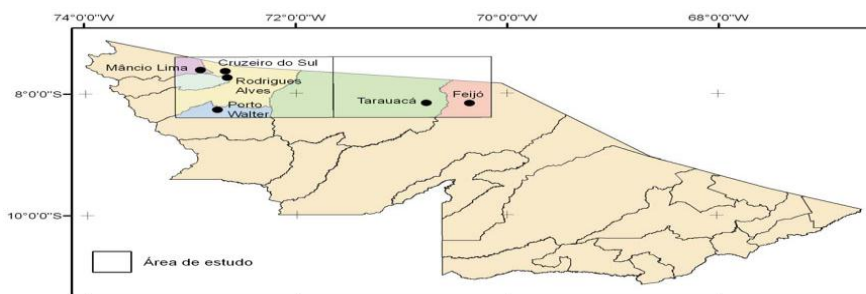 74°0'0"W
72°0'0"W
70°0'0"W
68°0'0"W
Mâncio Lima
Cruzeiro do Sul
Rodrigues
Alves
8°0'0"S
Porto
Walter
Tarauacá
Feijó
10°0'0"S
Área de estudo